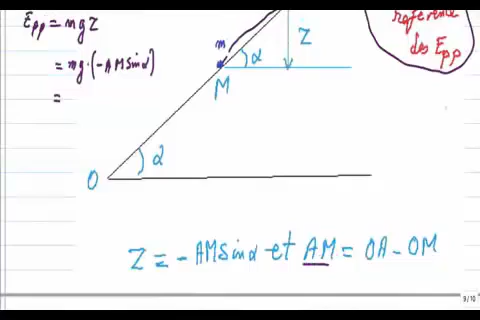 Epp = mgz
= mg·(-AMsinα)
=
référence
des Epp
m
Z
α
M
α
O
Z = -AMsinα et AM = OA - OM
9/10